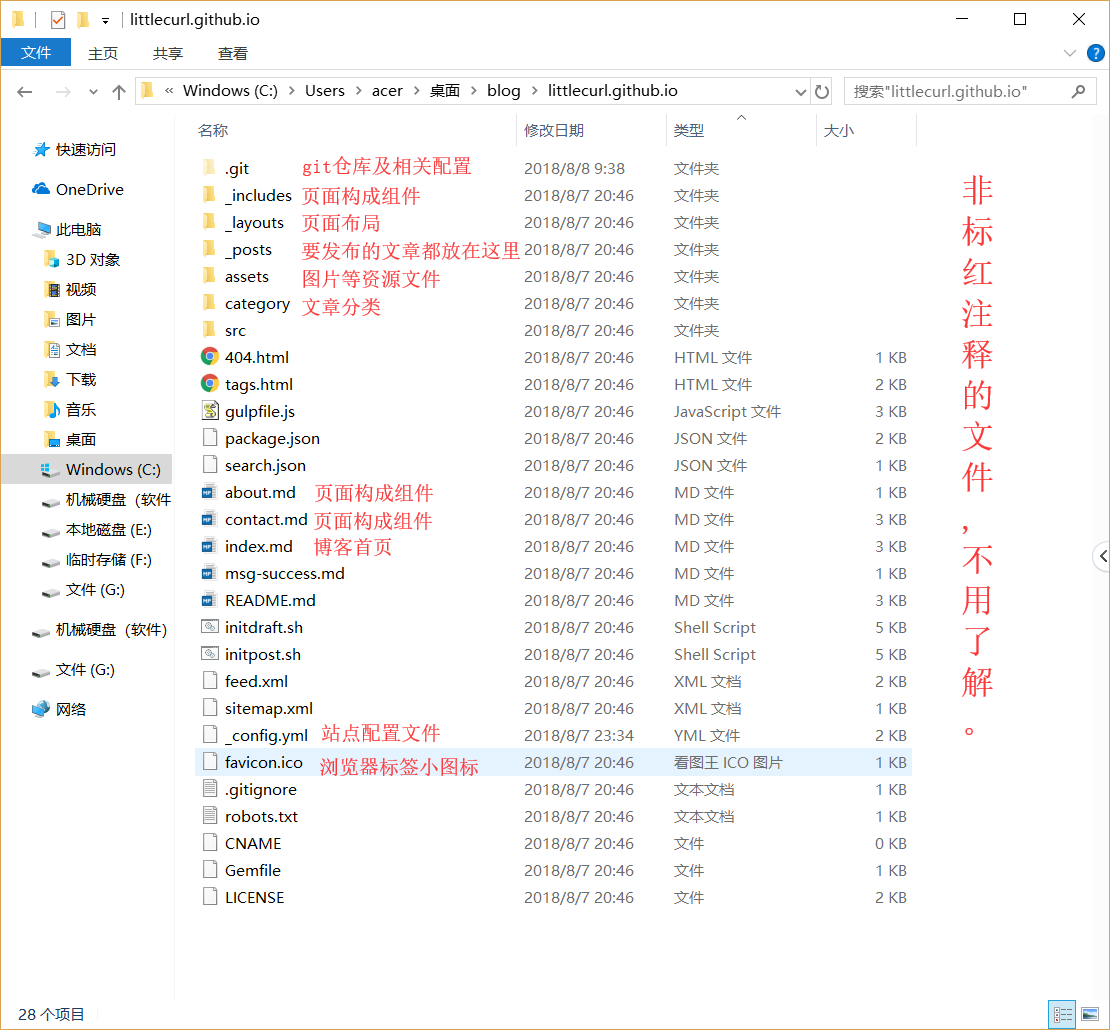 littlecurl.github.io
文件 主页 共享 查看
« Windows (C:) > Users > acer > 桌面 > blog > littlecurl.github.io 搜索"littlecurl.github.io"
名称 修改日期 类型 大小
快速访问
OneDrive
此电脑
3D 对象
视频
图片
文档
下载
音乐
桌面
Windows (C:)
机械硬盘（软件
本地磁盘 (E:)
临时存储 (F:)
文件 (G:)
机械硬盘（软件）
文件 (G:)
网络
.git git仓库及相关配置 2018/8/8 9:38 文件夹
_includes 页面构成组件 2018/8/7 20:46 文件夹
_layouts 页面布局 2018/8/7 20:46 文件夹
_posts 要发布的文章都放在这里 2018/8/7 20:46 文件夹
assets 图片等资源文件 2018/8/7 20:46 文件夹
category 文章分类 2018/8/7 20:46 文件夹
src 2018/8/7 20:46 文件夹
404.html 2018/8/7 20:46 HTML 文件 1 KB
tags.html 2018/8/7 20:46 HTML 文件 2 KB
gulpfile.js 2018/8/7 20:46 JavaScript 文件 3 KB
package.json 2018/8/7 20:46 JSON 文件 2 KB
search.json 2018/8/7 20:46 JSON 文件 1 KB
about.md 页面构成组件 2018/8/7 20:46 MD 文件 1 KB
contact.md 页面构成组件 2018/8/7 20:46 MD 文件 3 KB
index.md 博客首页 2018/8/7 20:46 MD 文件 3 KB
msg-success.md 2018/8/7 20:46 MD 文件 1 KB
README.md 2018/8/7 20:46 MD 文件 3 KB
initdraft.sh 2018/8/7 20:46 Shell Script 5 KB
initpost.sh 2018/8/7 20:46 Shell Script 5 KB
feed.xml 2018/8/7 20:46 XML 文档 2 KB
sitemap.xml 2018/8/7 20:46 XML 文档 1 KB
_config.yml 站点配置文件 2018/8/7 23:34 YML 文件 2 KB
favicon.ico 浏览器标签小图标 2018/8/7 20:46 看图王 ICO 图片 1 KB
.gitignore 2018/8/7 20:46 文本文档 1 KB
robots.txt 2018/8/7 20:46 文本文档 1 KB
CNAME 2018/8/7 20:46 文件 0 KB
Gemfile 2018/8/7 20:46 文件 1 KB
LICENSE 2018/8/7 20:46 文件 2 KB
非标红注释的文件,不用了解。
28 个项目